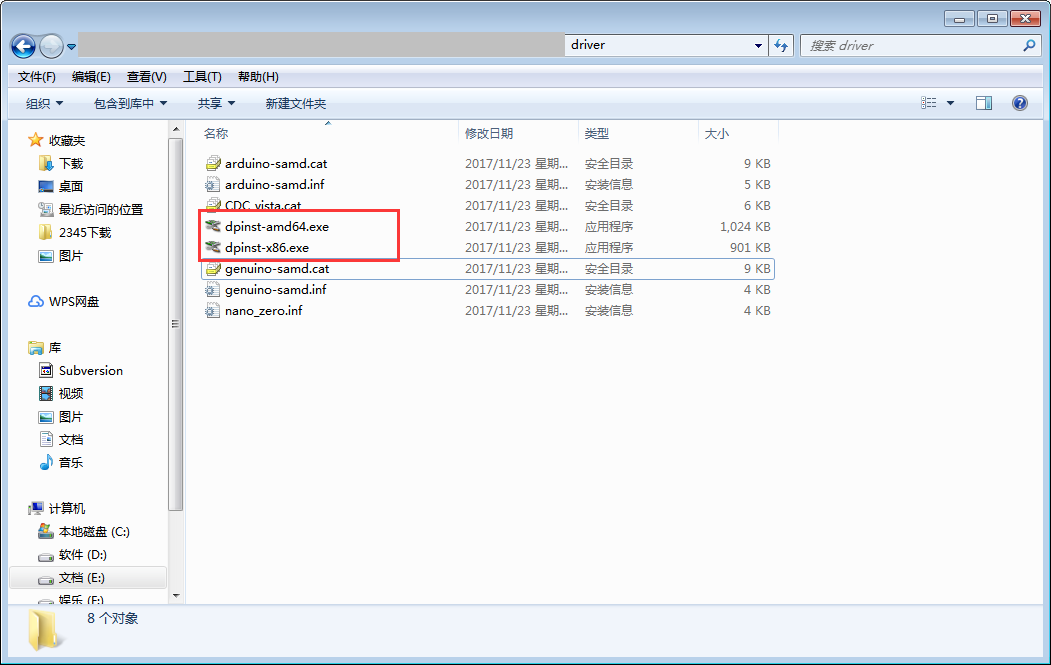 driver
搜索 driver
文件(F) 编辑(E) 查看(V) 工具(T) 帮助(H)
组织 包含到库中 共享 新建文件夹
收藏夹
下载
桌面
最近访问的位置
2345下载
图片
WPS网盘
库
Subversion
视频
图片
文档
音乐
计算机
本地磁盘 (C:)
软件 (D:)
文档 (E:)
娱乐 (F:)
名称 修改日期 类型 大小
arduino-samd.cat 2017/11/23 星期... 安全目录 9 KB
arduino-samd.inf 2017/11/23 星期... 安装信息 5 KB
CDC_vista.cat 2017/11/23 星期... 安全目录 6 KB
dpinst-amd64.exe 2017/11/23 星期... 应用程序 1,024 KB
dpinst-x86.exe 2017/11/23 星期... 应用程序 901 KB
genuino-samd.cat 2017/11/23 星期... 安全目录 9 KB
genuino-samd.inf 2017/11/23 星期... 安装信息 4 KB
nano_zero.inf 2017/11/23 星期... 安装信息 4 KB
8 个对象